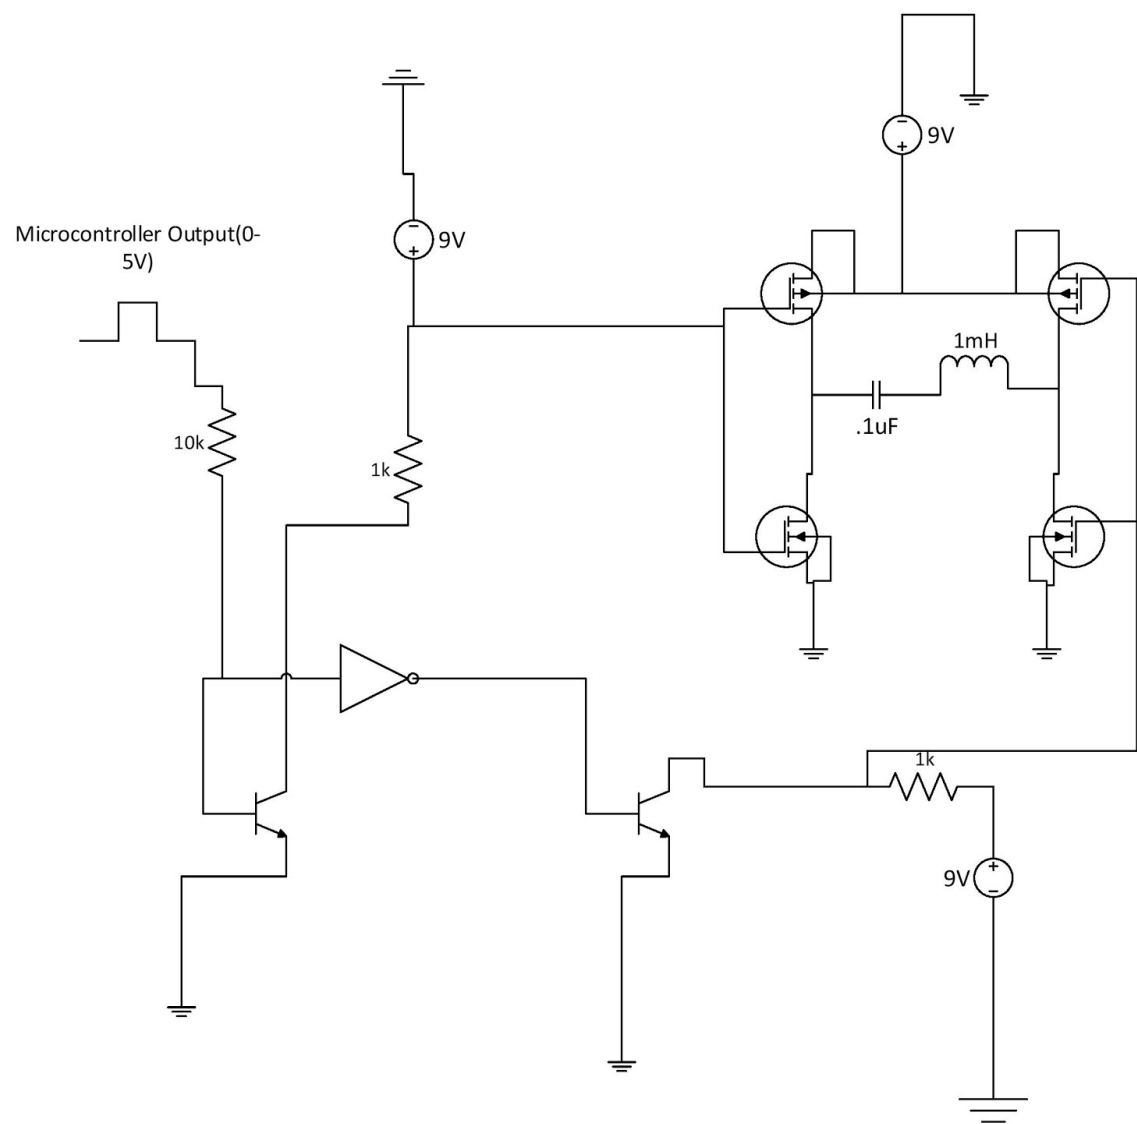 9V
Microcontroller Output(0-
5V)
9V
1mH
.1uF
10k
1k
1k
9V